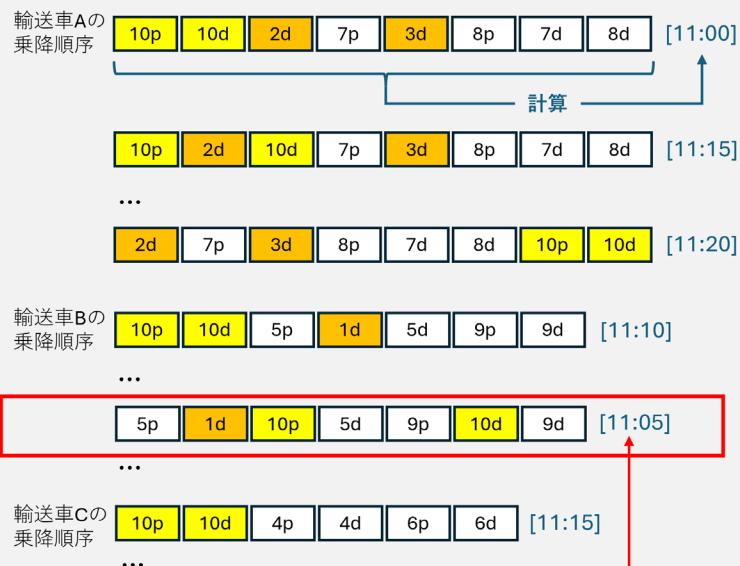 輸送車Aの
乗降順序
10p 10d 2d 7p 3d 8p 7d 8d [11:00]
計算
10p 2d 10d 7p 3d 8p 7d 8d [11:15]
...
2d 7p 3d 8p 7d 8d 10p 10d [11:20]
輸送車Bの
乗降順序
10p 10d 5p 1d 5d 9p 9d [11:10]
...
5p 1d 10p 5d 9p 10d 9d [11:05]
...
輸送車Cの
乗降順序
10p 10d 4p 4d 6p 6d [11:15]
...